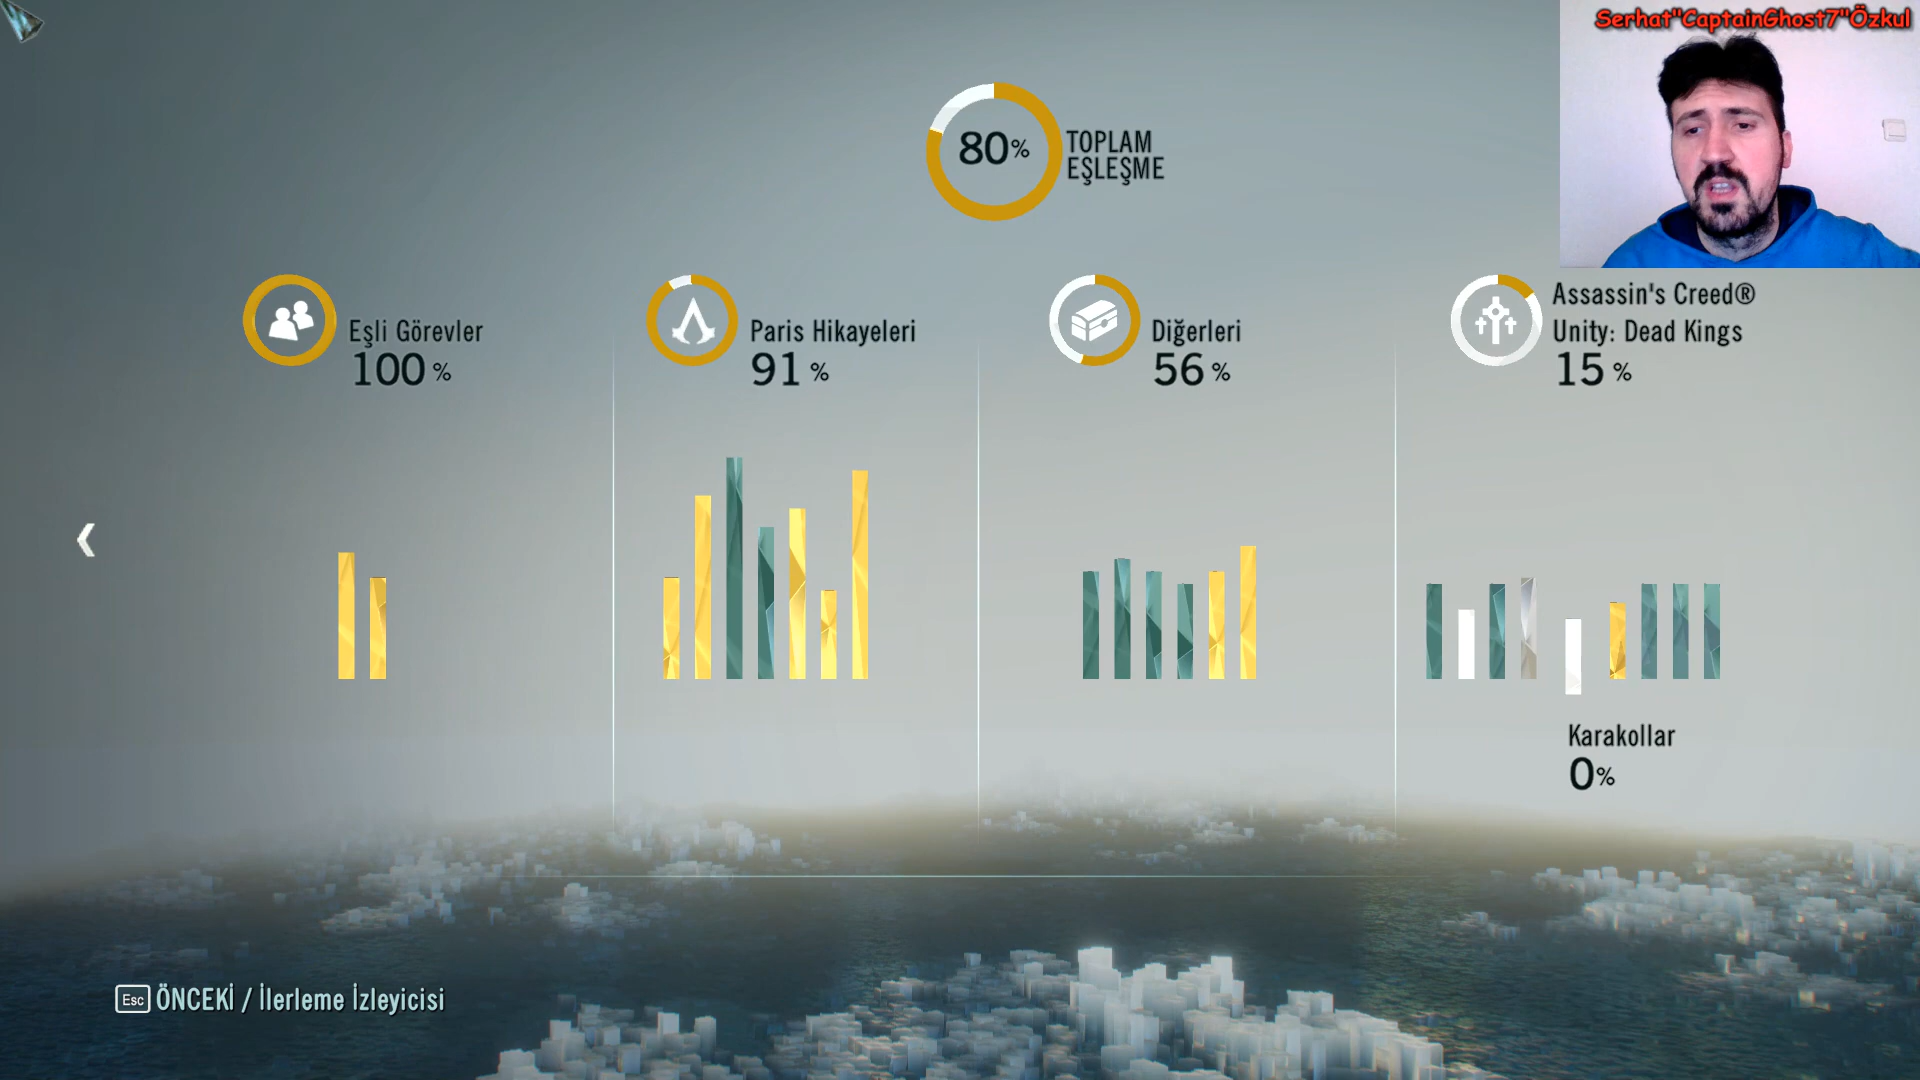 Serhat"CaptainGhost7"Özkul
80%
TOPLAM
EŞLEŞME
Eşli Görevler
100 %
Paris Hikayeleri
91 %
Diğerleri
56 %
Assassin's Creed®
Unity: Dead Kings
15 %
Karakollar
0%
Esc ÖNCEKİ / İlerleme İzleyicisi